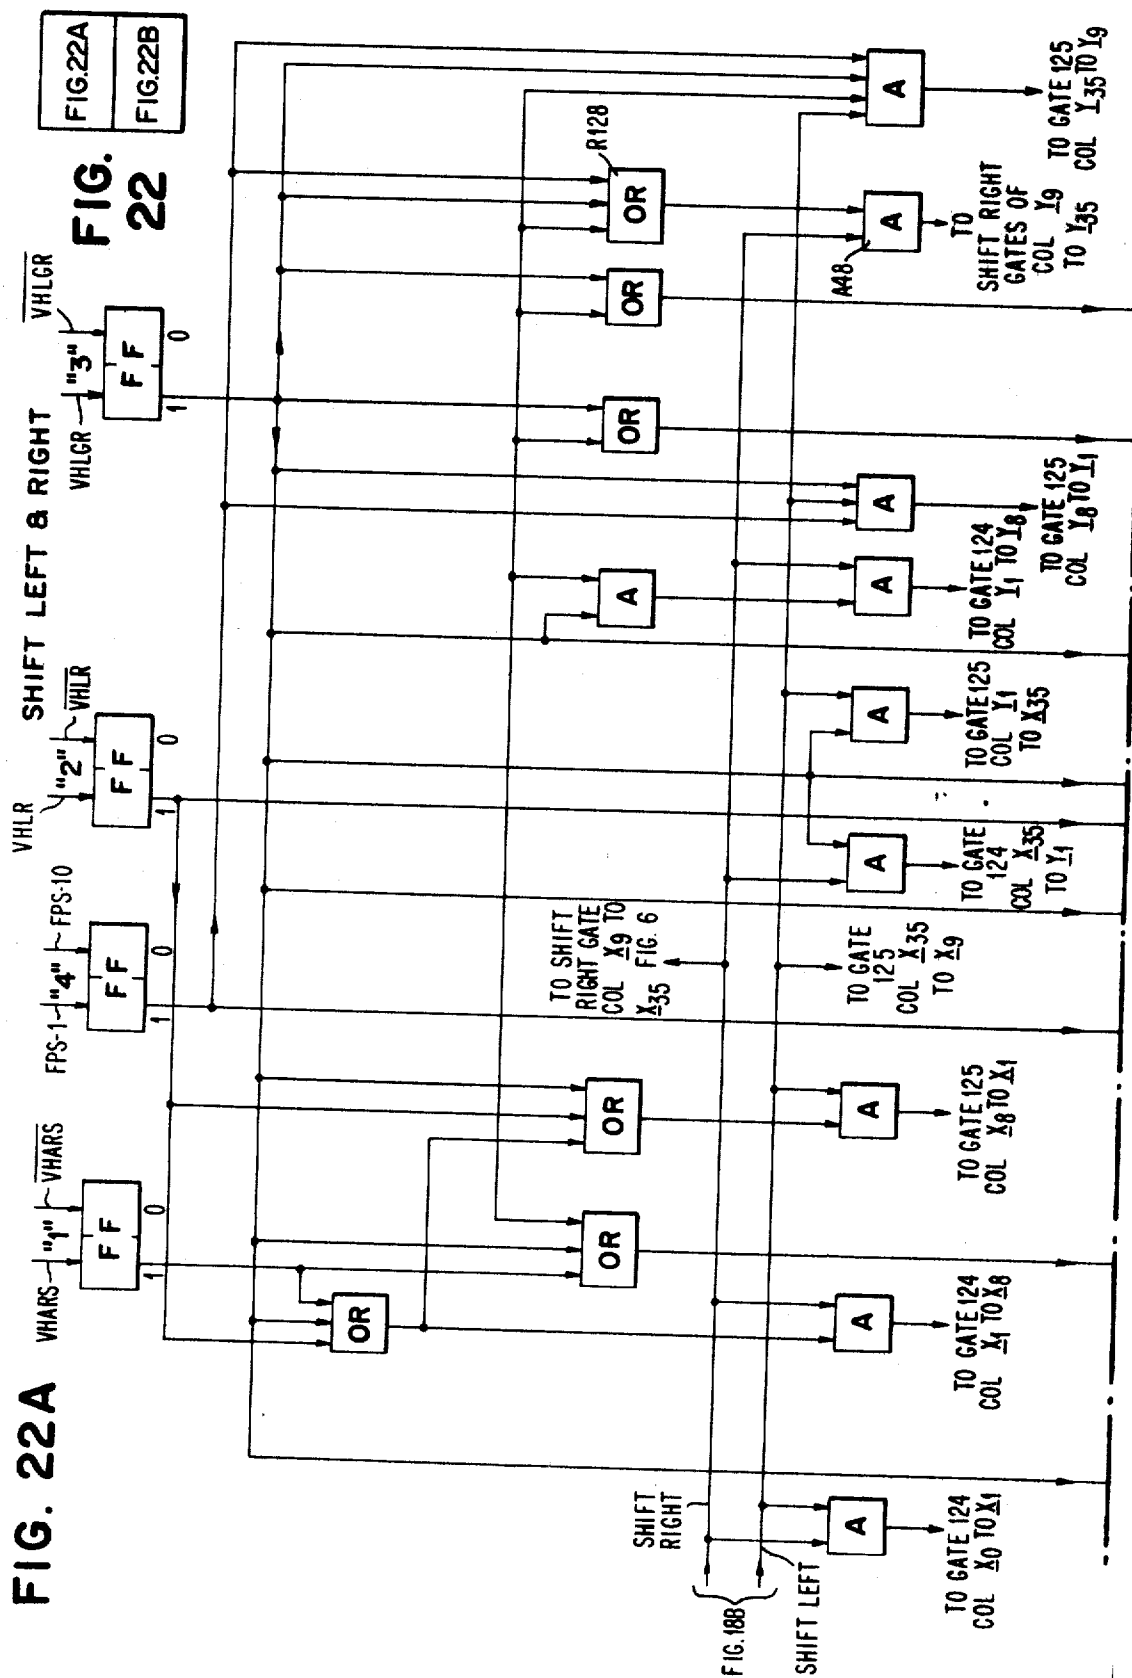 FIG. 22A
FIG. 22
FIG.22A
FIG.22B
SHIFT LEFT & RIGHT
VHARS
"1"
V̅H̅A̅R̅S̅
FF
1
0
FPS-1
"4"
FPS-10
FF
1
0
VHLR
"2"
V̅H̅L̅R̅
FF
1
0
VHLGR
"3"
V̅H̅L̅G̅R̅
FF
1
0
OR
OR
OR
A
OR
OR
OR
R128
SHIFT RIGHT
FIG.18B
SHIFT LEFT
TO SHIFT
RIGHT GATE
COL X9 TO
X35 FIG. 6
A
A
A
A
A
A
A
A
A48
A
TO GATE 124
COL X0 TO X1
TO GATE 124
COL X1 TO X8
TO GATE 125
COL X8 TO X1
TO GATE
125
COL X35
TO X9
TO GATE
124
COL X35
TO Y1
TO GATE125
COL Y1
TO X35
TO GATE 124
COL Y1 TO Y8
TO GATE 125
COL Y8 TO Y1
TO
SHIFT RIGHT
GATES OF
COL Y9
TO Y35
TO GATE 125
COL Y35 TO Y9